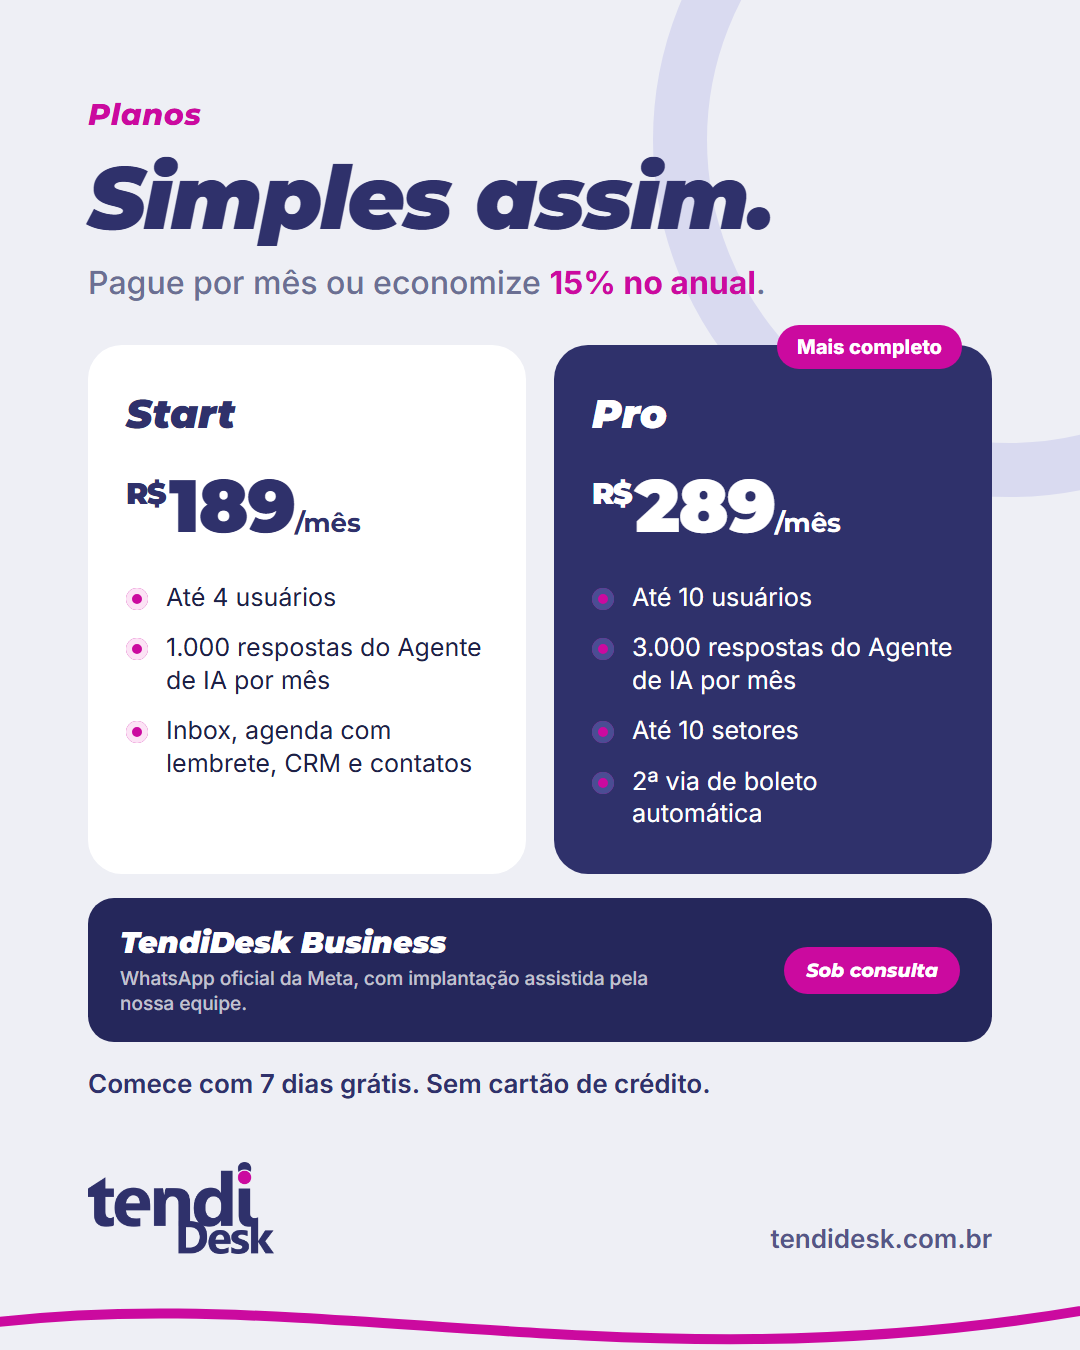 Planos
Simples assim.
Pague por mês ou economize 15% no anual.
Start
R$189/mês
Até 4 usuários
1.000 respostas do Agente
de IA por mês
Inbox, agenda com
lembrete, CRM e contatos
Mais completo
Pro
R$289/mês
Até 10 usuários
3.000 respostas do Agente
de IA por mês
Até 10 setores
2ª via de boleto
automática
TendiDesk Business
WhatsApp oficial da Meta, com implantação assistida pela
nossa equipe.
Sob consulta
Comece com 7 dias grátis. Sem cartão de crédito.
tendi
Desk
tendidesk.com.br